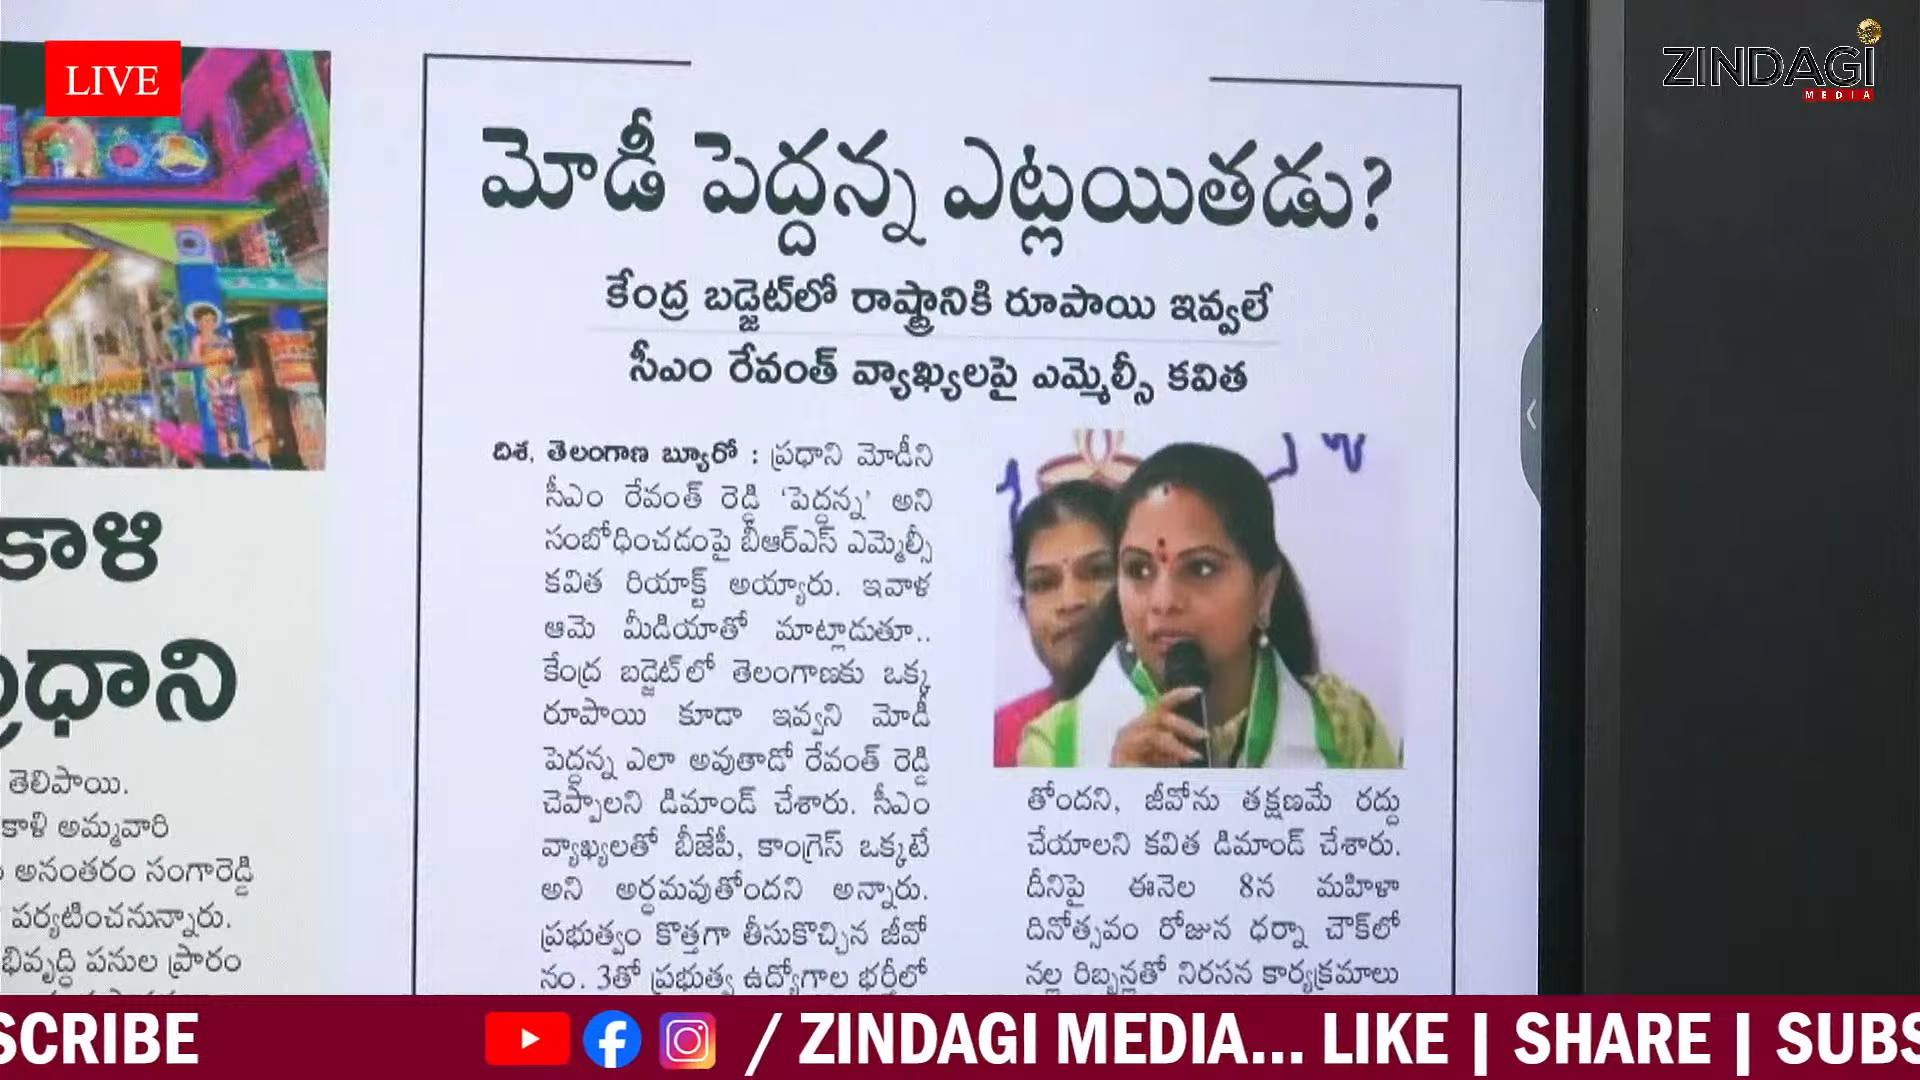 LIVE
ZINDAGI
MEDIA
మోడీ పెద్దన్న ఎట్లయితడు?
కేంద్ర బడ్జెట్‌లో రాష్ట్రానికి రూపాయి ఇవ్వలే
సీఎం రేవంత్ వ్యాఖ్యలపై ఎమ్మెల్సీ కవిత
దిశ, తెలంగాణ బ్యూరో : ప్రధాని మోడీని
సీఎం రేవంత్ రెడ్డి ‘పెద్దన్న’ అని
సంబోధించడంపై బీఆర్ఎస్ ఎమ్మెల్సీ
కవిత రియాక్ట్ అయ్యారు. ఇవాళ
ఆమె మీడియాతో మాట్లాడుతూ..
కేంద్ర బడ్జెట్‌లో తెలంగాణకు ఒక్క
రూపాయి కూడా ఇవ్వని మోడీ
పెద్దన్న ఎలా అవుతాడో రేవంత్ రెడ్డి
చెప్పాలని డిమాండ్ చేశారు. సీఎం
వ్యాఖ్యలతో బీజేపీ, కాంగ్రెస్ ఒక్కటే
అని అర్థమవుతోందని అన్నారు.
ప్రభుత్వం కొత్తగా తీసుకొచ్చిన జీవో
నం. 3తో ప్రభుత్వ ఉద్యోగాల భర్తీలో
తోందని, జీవోను తక్షణమే రద్దు
చేయాలని కవిత డిమాండ్ చేశారు.
దీనిపై ఈనెల 8న మహిళా
దినోత్సవం రోజున ధర్నా చౌక్‌లో
నల్ల రిబ్బన్లతో నిరసన కార్యక్రమాలు
కాళి
ప్రధాని
తెలిపాయి.
కాళి అమ్మవారి
అనంతరం సంగారెడ్డి
పర్యటించనున్నారు.
భివృద్ధి పనుల ప్రారం
SCRIBE / ZINDAGI MEDIA... LIKE | SHARE | SUBS